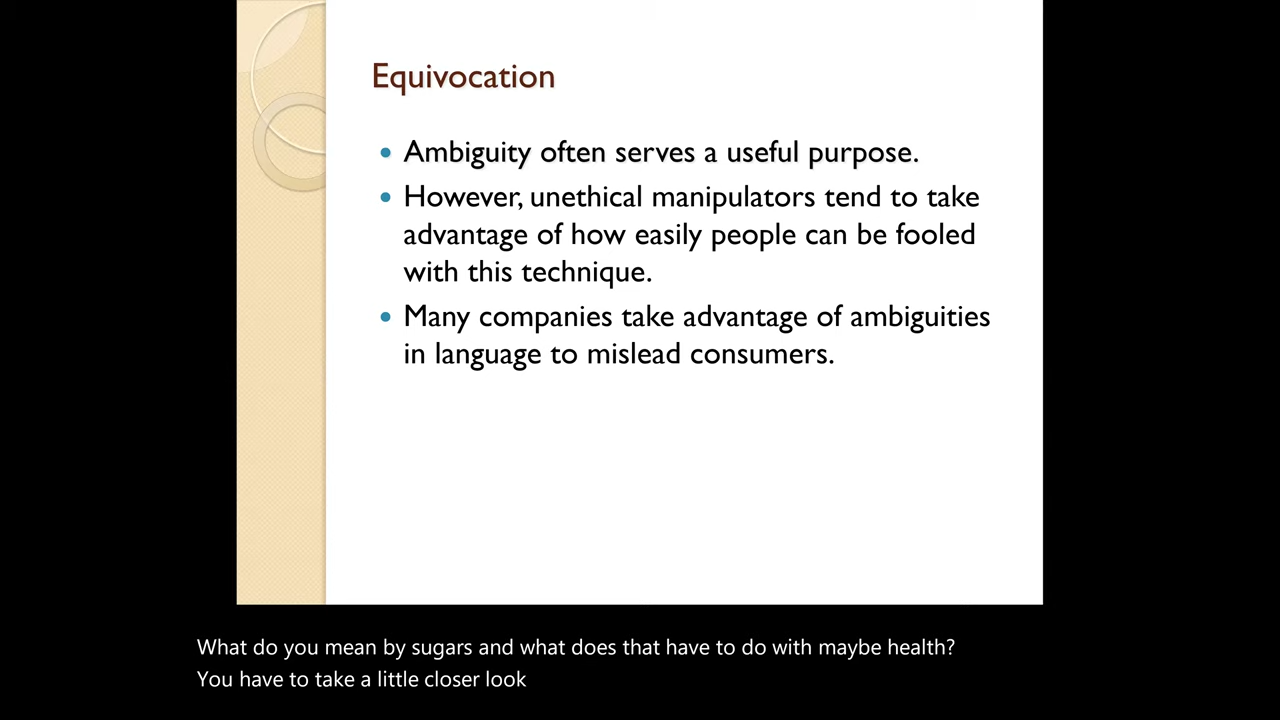 Equivocation
• Ambiguity often serves a useful purpose.
• However, unethical manipulators tend to take
advantage of how easily people can be fooled
with this technique.
• Many companies take advantage of ambiguities
in language to mislead consumers.
What do you mean by sugars and what does that have to do with maybe health?
You have to take a little closer look